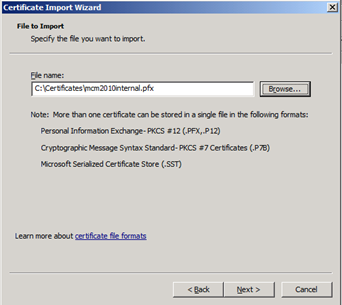 Certificate Import Wizard
File to Import
Specify the file you want to import.
File name:
C:\Certificates\mcm2010internal.pfx
Browse...
Note: More than one certificate can be stored in a single file in the following formats:
Personal Information Exchange- PKCS #12 (.PFX,.P12)
Cryptographic Message Syntax Standard- PKCS #7 Certificates (.P7B)
Microsoft Serialized Certificate Store (.SST)
Learn more about certificate file formats
< Back
Next >
Cancel